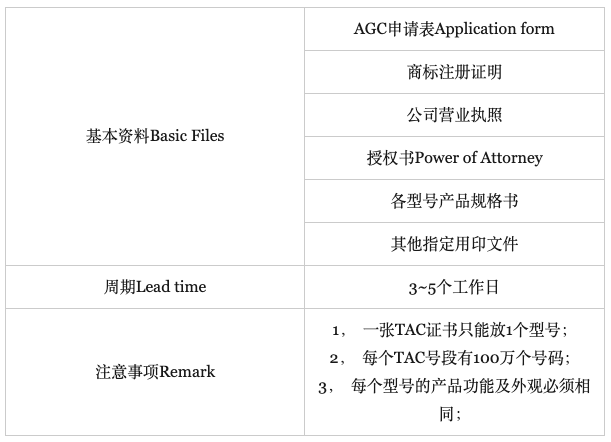 AGC申请表Application form
商标注册证明
公司营业执照
基本资料Basic Files
授权书Power of Attorney
各型号产品规格书
其他指定用印文件
周期Lead time
3~5个工作日
注意事项Remark
1， 一张TAC证书只能放1个型号；
2， 每个TAC号段有100万个号码；
3， 每个型号的产品功能及外观必须相
同；